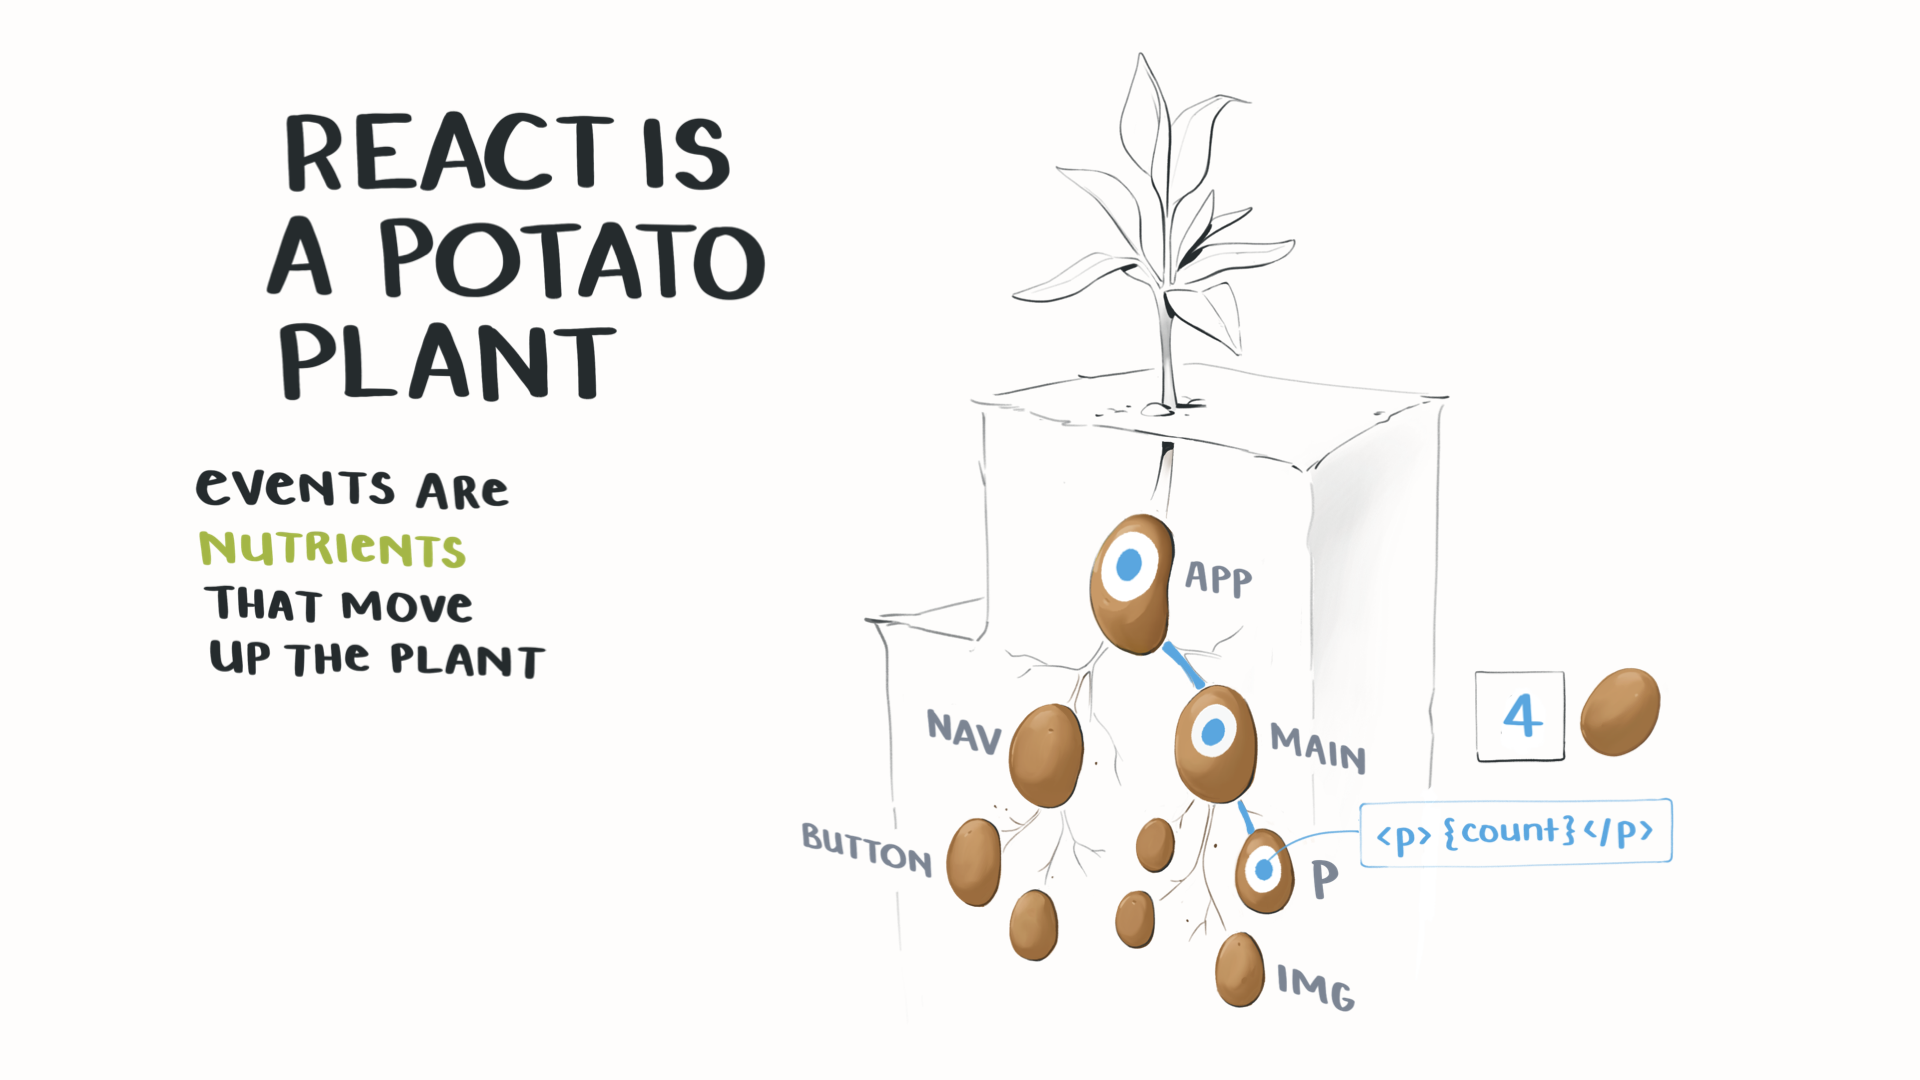 REACT IS
A POTATO
PLANT
eVeNTS ARe
NUTRIeNTS
THAT MOVe
UP THe PLANT
APP
NAV
MAIN
4
BUTTON
<p> {count}</p>
P
IMG